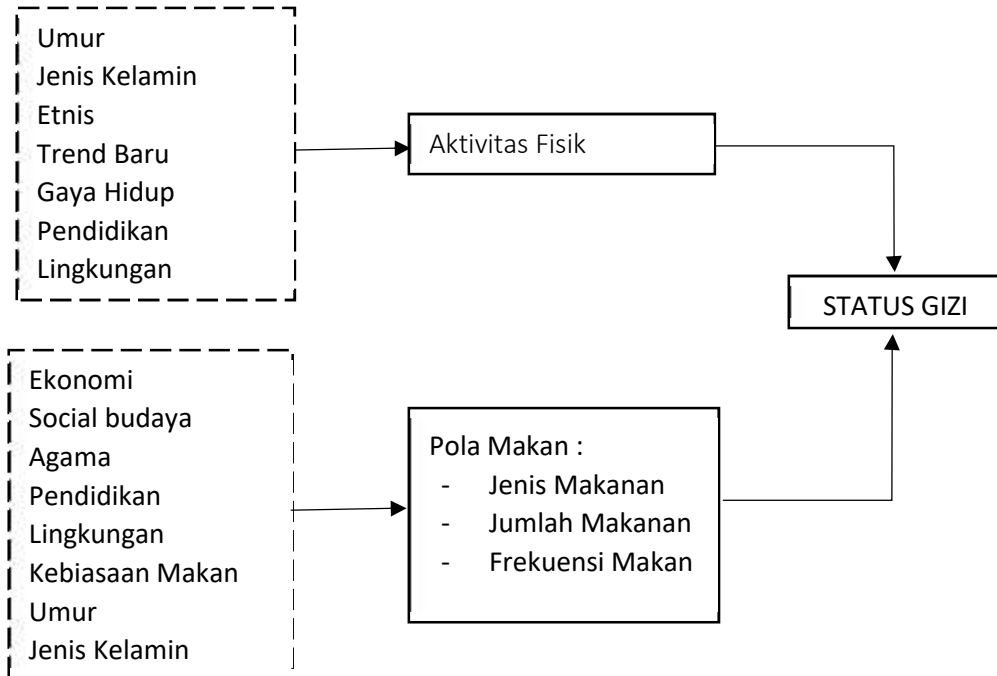 Umur
Jenis Kelamin
Etnis
Trend Baru
Gaya Hidup
Pendidikan
Lingkungan
Aktivitas Fisik
STATUS GIZI
Ekonomi
Social budaya
Agama
Pendidikan
Lingkungan
Kebiasaan Makan
Umur
Jenis Kelamin
Pola Makan :
- Jenis Makanan
- Jumlah Makanan
- Frekuensi Makan